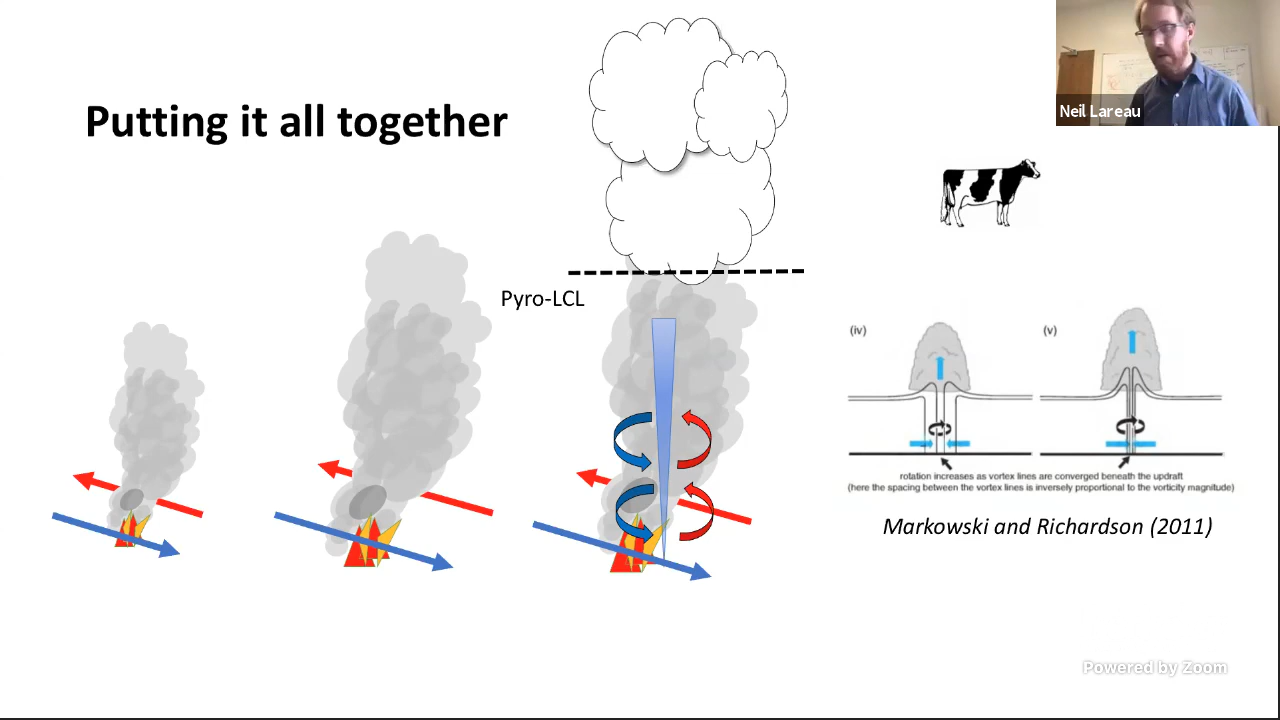 Neil Lareau
Putting it all together
Pyro-LCL
(iv)
(v)
rotation increases as vortex lines are converged beneath the updraft
(here the spacing between the vortex lines is inversely proportional to the vorticity magnitude)
Markowski and Richardson (2011)
Powered by Zoom